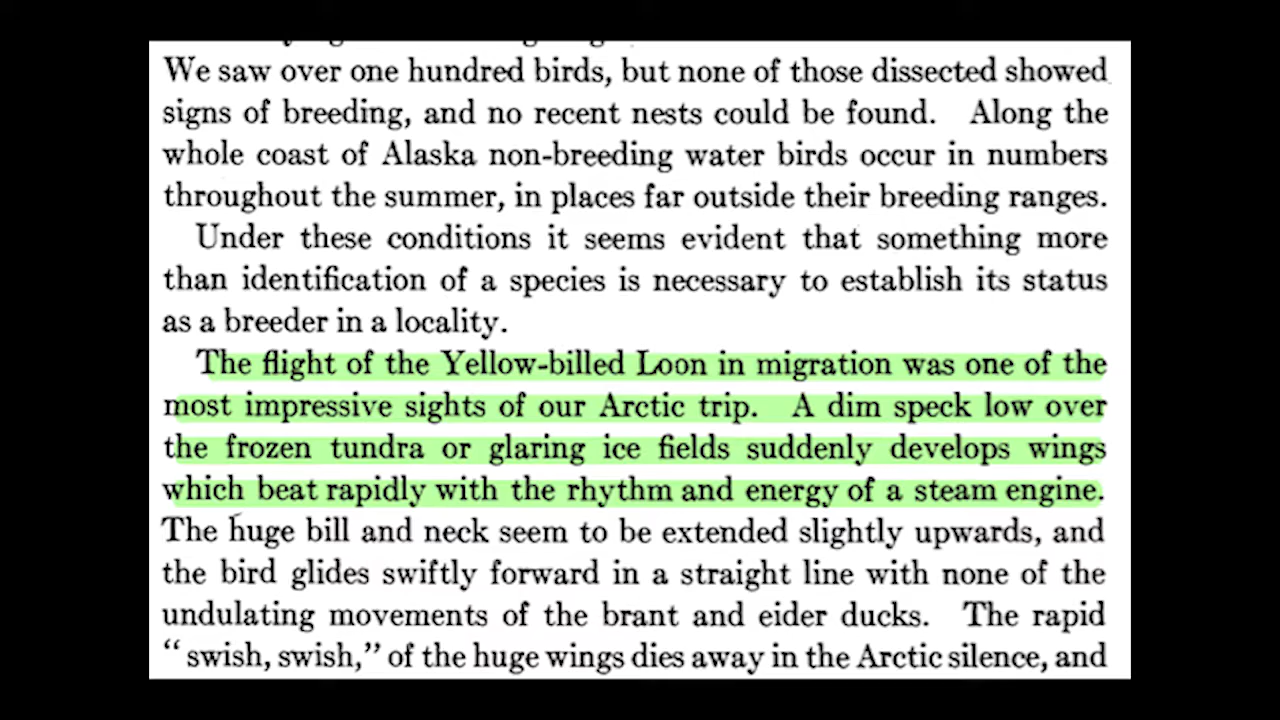 We saw over one hundred birds, but none of those dissected showed
signs of breeding, and no recent nests could be found. Along the
whole coast of Alaska non-breeding water birds occur in numbers
throughout the summer, in places far outside their breeding ranges.
Under these conditions it seems evident that something more
than identification of a species is necessary to establish its status
as a breeder in a locality.
The flight of the Yellow-billed Loon in migration was one of the
most impressive sights of our Arctic trip. A dim speck low over
the frozen tundra or glaring ice fields suddenly develops wings
which beat rapidly with the rhythm and energy of a steam engine.
The huge bill and neck seem to be extended slightly upwards, and
the bird glides swiftly forward in a straight line with none of the
undulating movements of the brant and eider ducks. The rapid
“swish, swish,” of the huge wings dies away in the Arctic silence, and